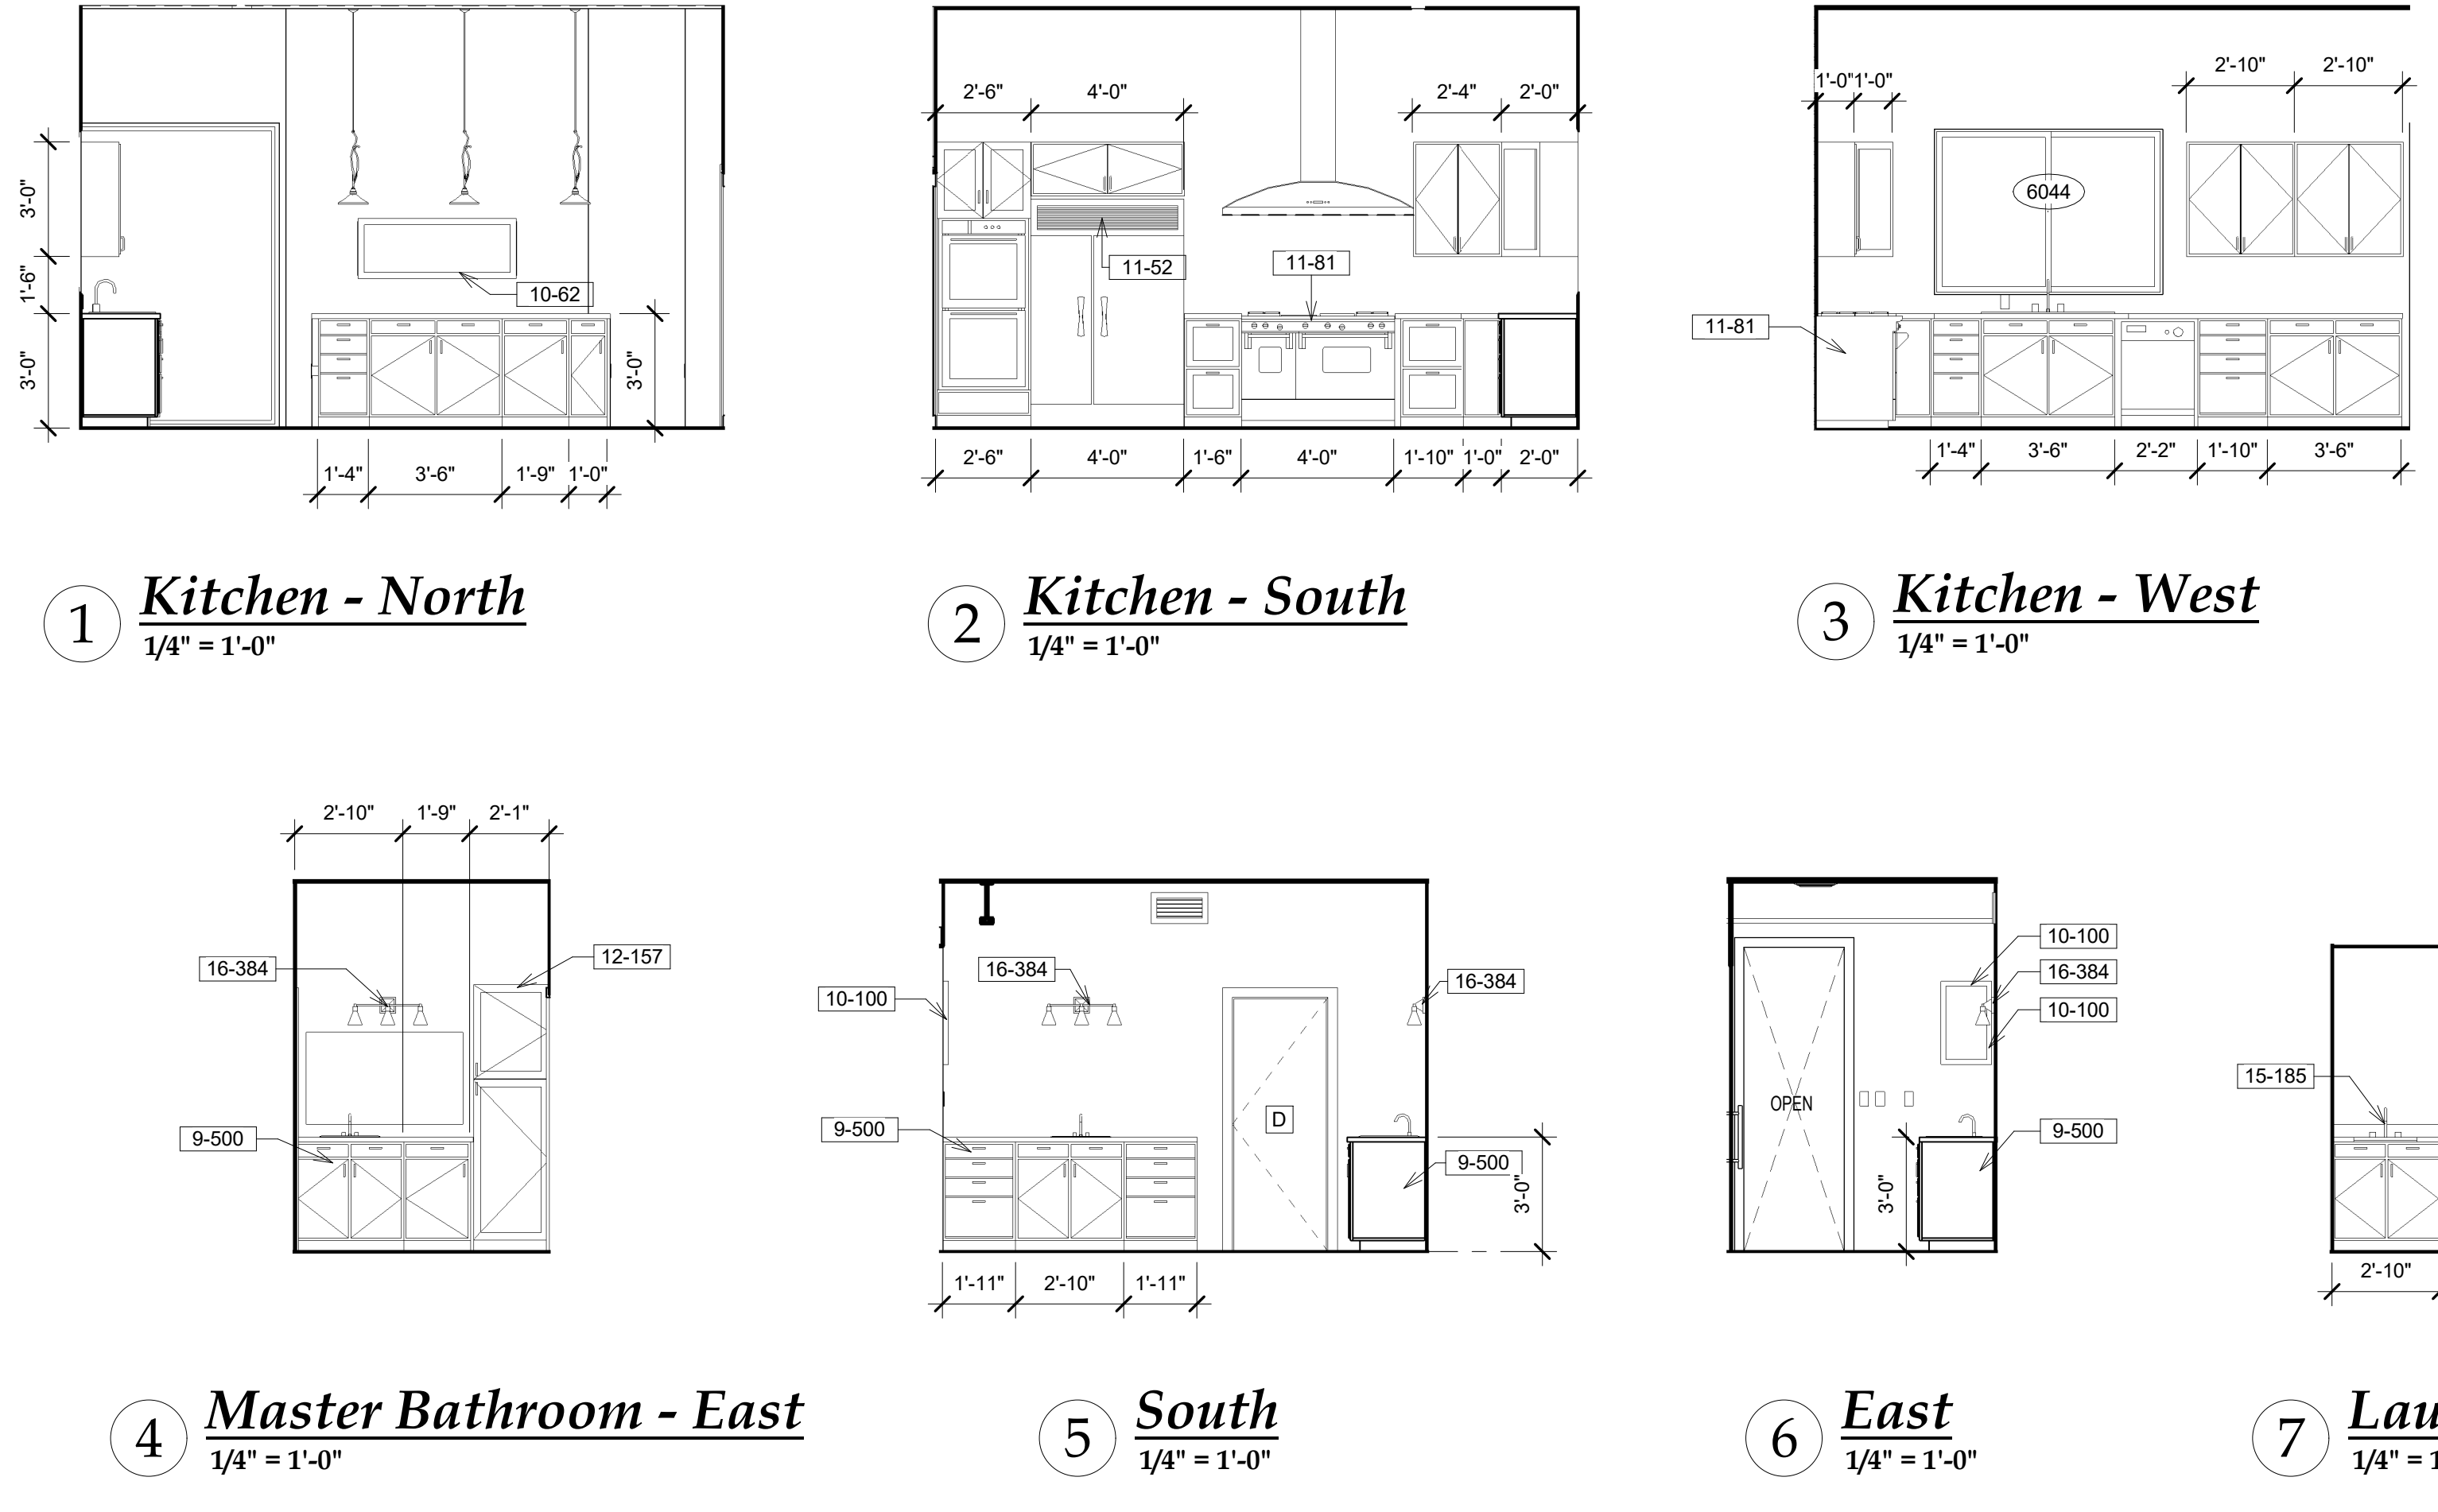 2'-6" 4'-0" 2'-4" 2'-0"
1'-0" 1'-0" 2'-10" 2'-10"
3'-0"
1'-6"
3'-0"
10-62
3'-0"
1'-4" 3'-6" 1'-9" 1'-0"
11-52
11-81
2'-6" 4'-0" 1'-6" 4'-0" 1'-10" 1'-0" 2'-0"
6044
11-81
1'-4" 3'-6" 2'-2" 1'-10" 3'-6"
1 Kitchen - North
1/4" = 1'-0"
2 Kitchen - South
1/4" = 1'-0"
3 Kitchen - West
1/4" = 1'-0"
2'-10" 1'-9" 2'-1"
16-384
12-157
9-500
10-100
16-384
16-384
9-500
D
9-500
3'-0"
1'-11" 2'-10" 1'-11"
OPEN
10-100
16-384
10-100
9-500
3'-0"
15-185
2'-10"
4 Master Bathroom - East
1/4" = 1'-0"
5 South
1/4" = 1'-0"
6 East
1/4" = 1'-0"
7 Lau
1/4" = 1